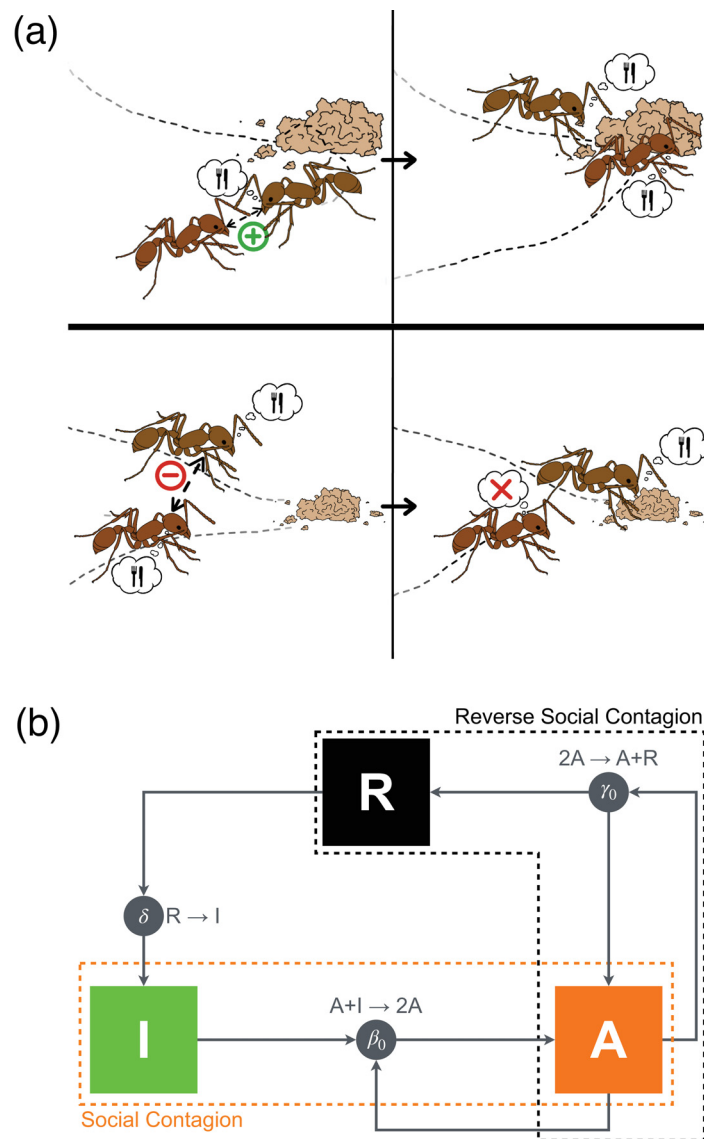 (a)
(b)
Reverse Social Contagion
2A → A+R
R
γ₀
δ
R → I
A+I → 2A
I
β₀
A
Social Contagion